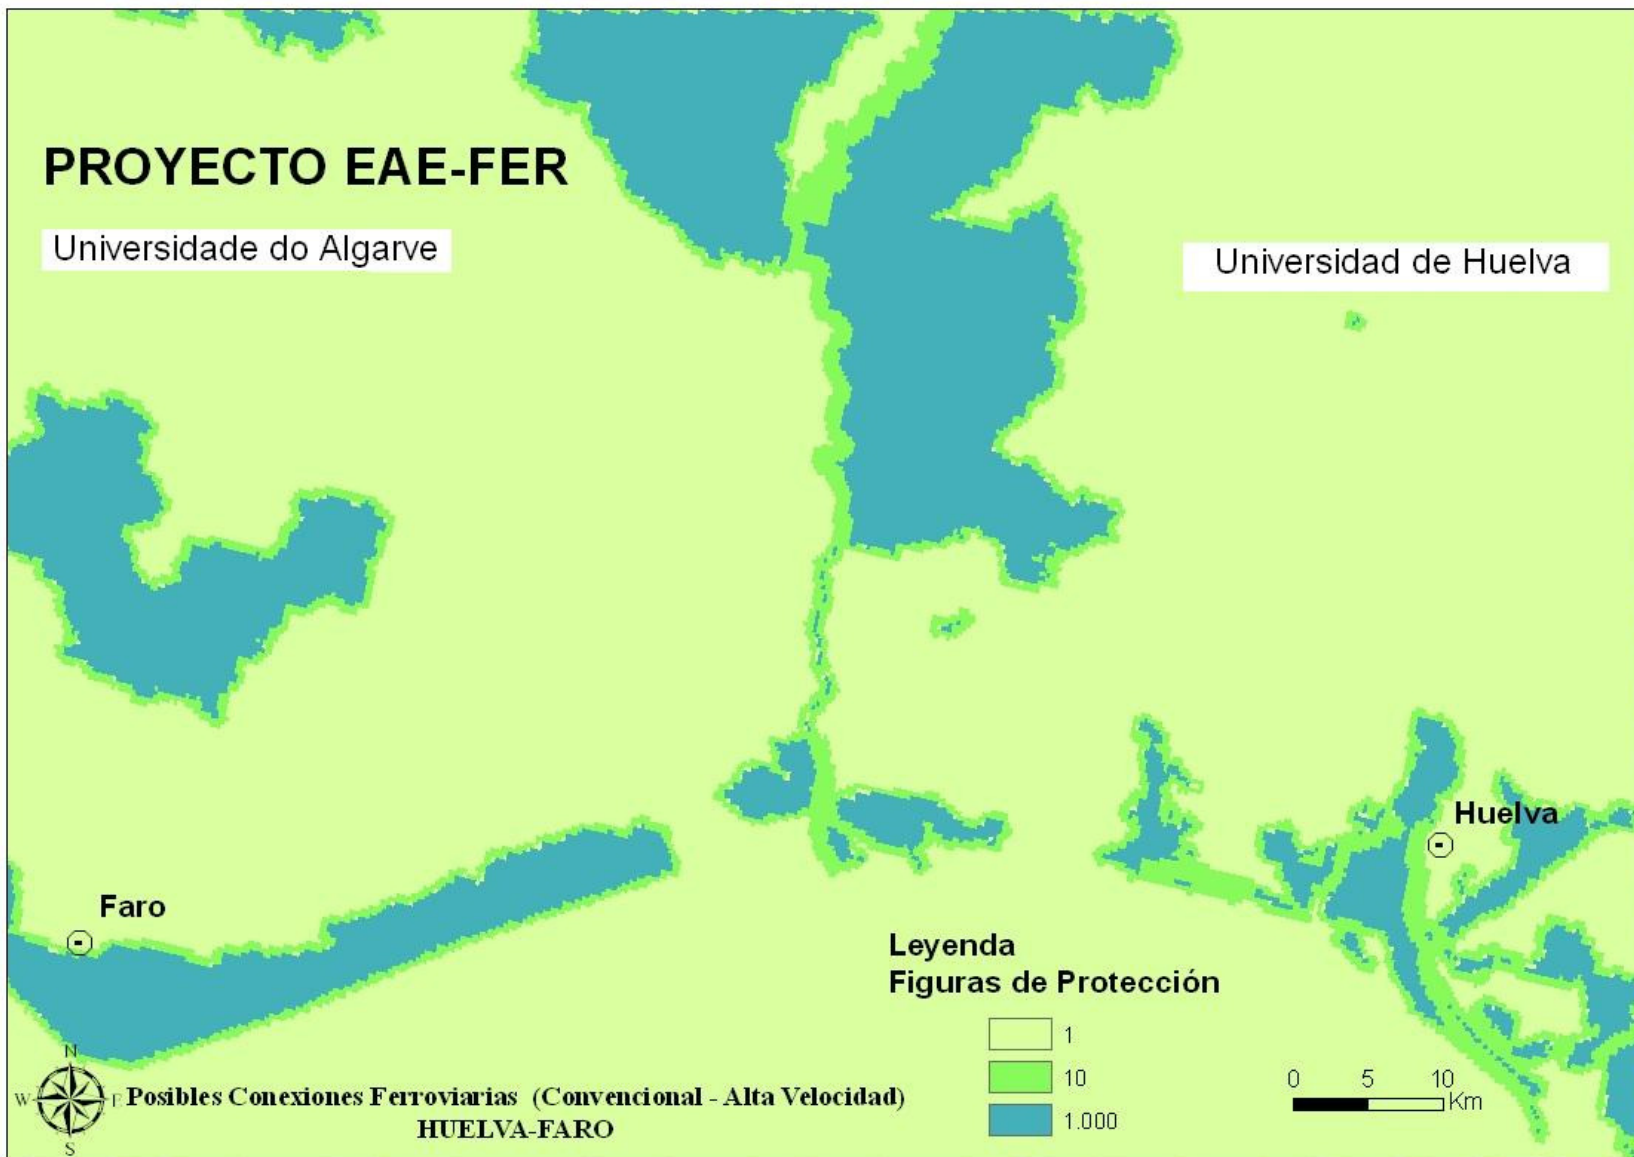 PROYECTO EAE-FER
Universidade do Algarve
Universidad de Huelva
Huelva
Faro
Leyenda
Figuras de Protección
1
10
1.000
0 5 10
Km
N
W E
S
Posibles Conexiones Ferroviarias (Convencional - Alta Velocidad)
HUELVA-FARO